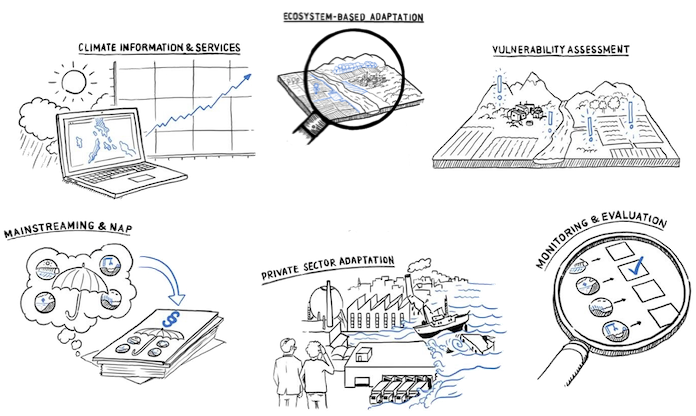 ECOSYSTEM-BASED ADAPTATION
CLIMATE INFORMATION & SERVICES
VULNERABILITY ASSESSMENT
MAINSTREAMING & NAP
§
PRIVATE SECTOR ADAPTATION
MONITORING & EVALUATION